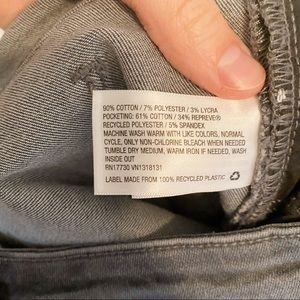 90% COTTON / 7% POLYESTER / 3% LYCRA
POCKETING: 61% COTTON / 34% REPREVE®
RECYCLED POLYESTER / 5% SPANDEX
MACHINE WASH WARM WITH LIKE COLORS, NORMAL
CYCLE, ONLY NON-CHLORINE BLEACH WHEN NEEDED
TUMBLE DRY MEDIUM, WARM IRON IF NEEDED, WASH
INSIDE OUT
RN17730 VN1318131
LABEL MADE FROM 100% RECYCLED PLASTIC